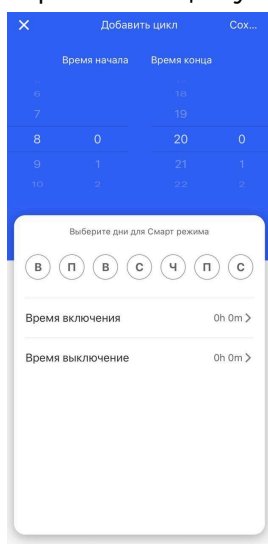 Добавить цикл Сох...
Время начала Время конца
6 18
7 19
8 0 20 0
9 1 21 1
10 2 22 2
Выберите дни для Смарт режима
В П В С Ч П С
Время включения 0h 0m
Время выключение 0h 0m